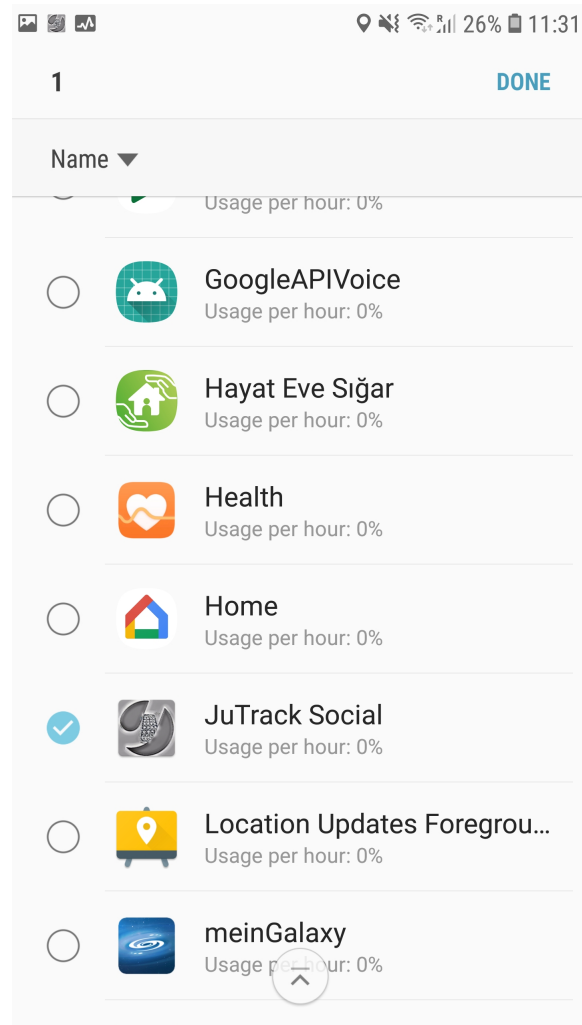 R 26% 11:31
1 DONE
Name
Usage per hour: 0%
GoogleAPIVoice
Usage per hour: 0%
Hayat Eve Sığar
Usage per hour: 0%
Health
Usage per hour: 0%
Home
Usage per hour: 0%
JuTrack Social
Usage per hour: 0%
Location Updates Foregrou...
Usage per hour: 0%
meinGalaxy
Usage per hour: 0%